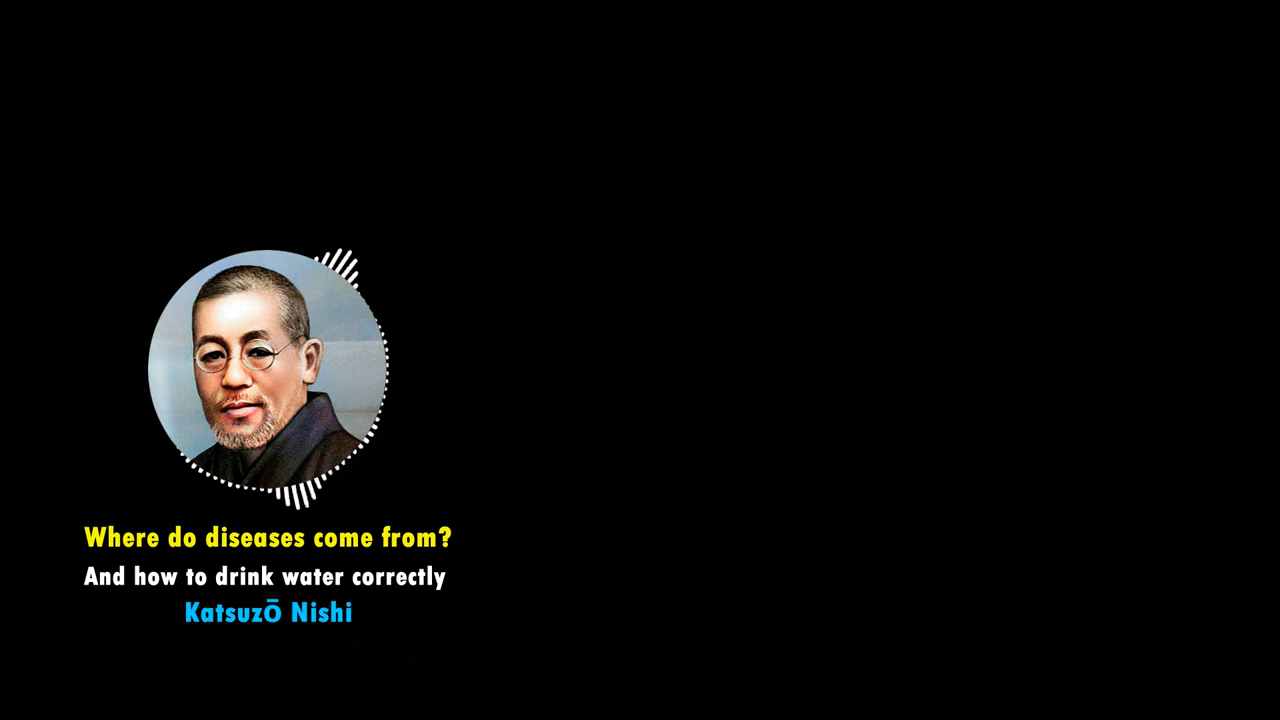 Where do diseases come from?
And how to drink water correctly
Katsuzō Nishi